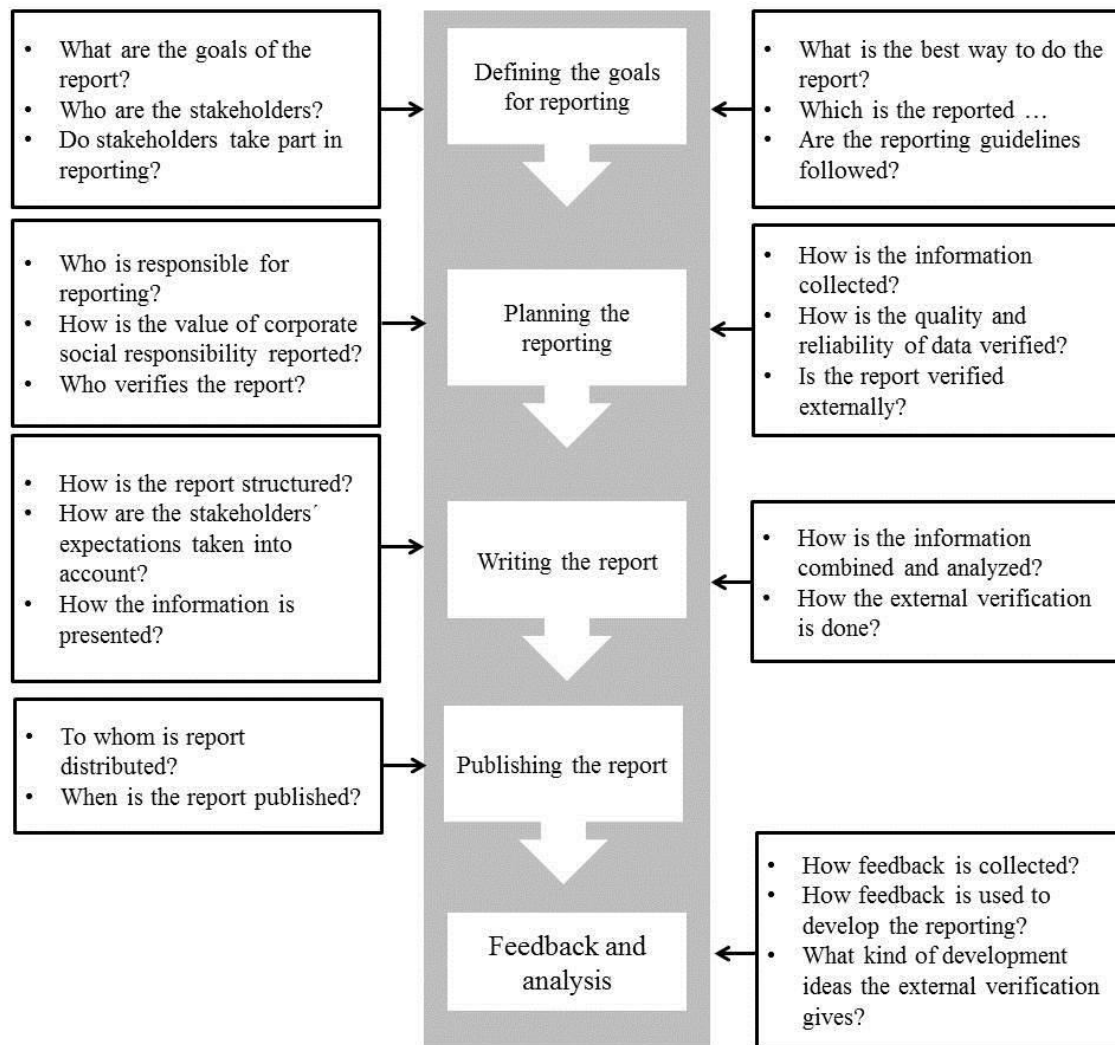 • What are the goals of the
report?
• Who are the stakeholders?
• Do stakeholders take part in
reporting?
Defining the goals
for reporting
• What is the best way to do the
report?
• Which is the reported …
• Are the reporting guidelines
followed?
• Who is responsible for
reporting?
• How is the value of corporate
social responsibility reported?
• Who verifies the report?
Planning the
reporting
• How is the information
collected?
• How is the quality and
reliability of data verified?
• Is the report verified
externally?
• How is the report structured?
• How are the stakeholders´
expectations taken into
account?
• How the information is
presented?
Writing the report
• How is the information
combined and analyzed?
• How the external verification
is done?
• To whom is report
distributed?
• When is the report published?
Publishing the report
Feedback and
analysis
• How feedback is collected?
• How feedback is used to
develop the reporting?
• What kind of development
ideas the external verification
gives?